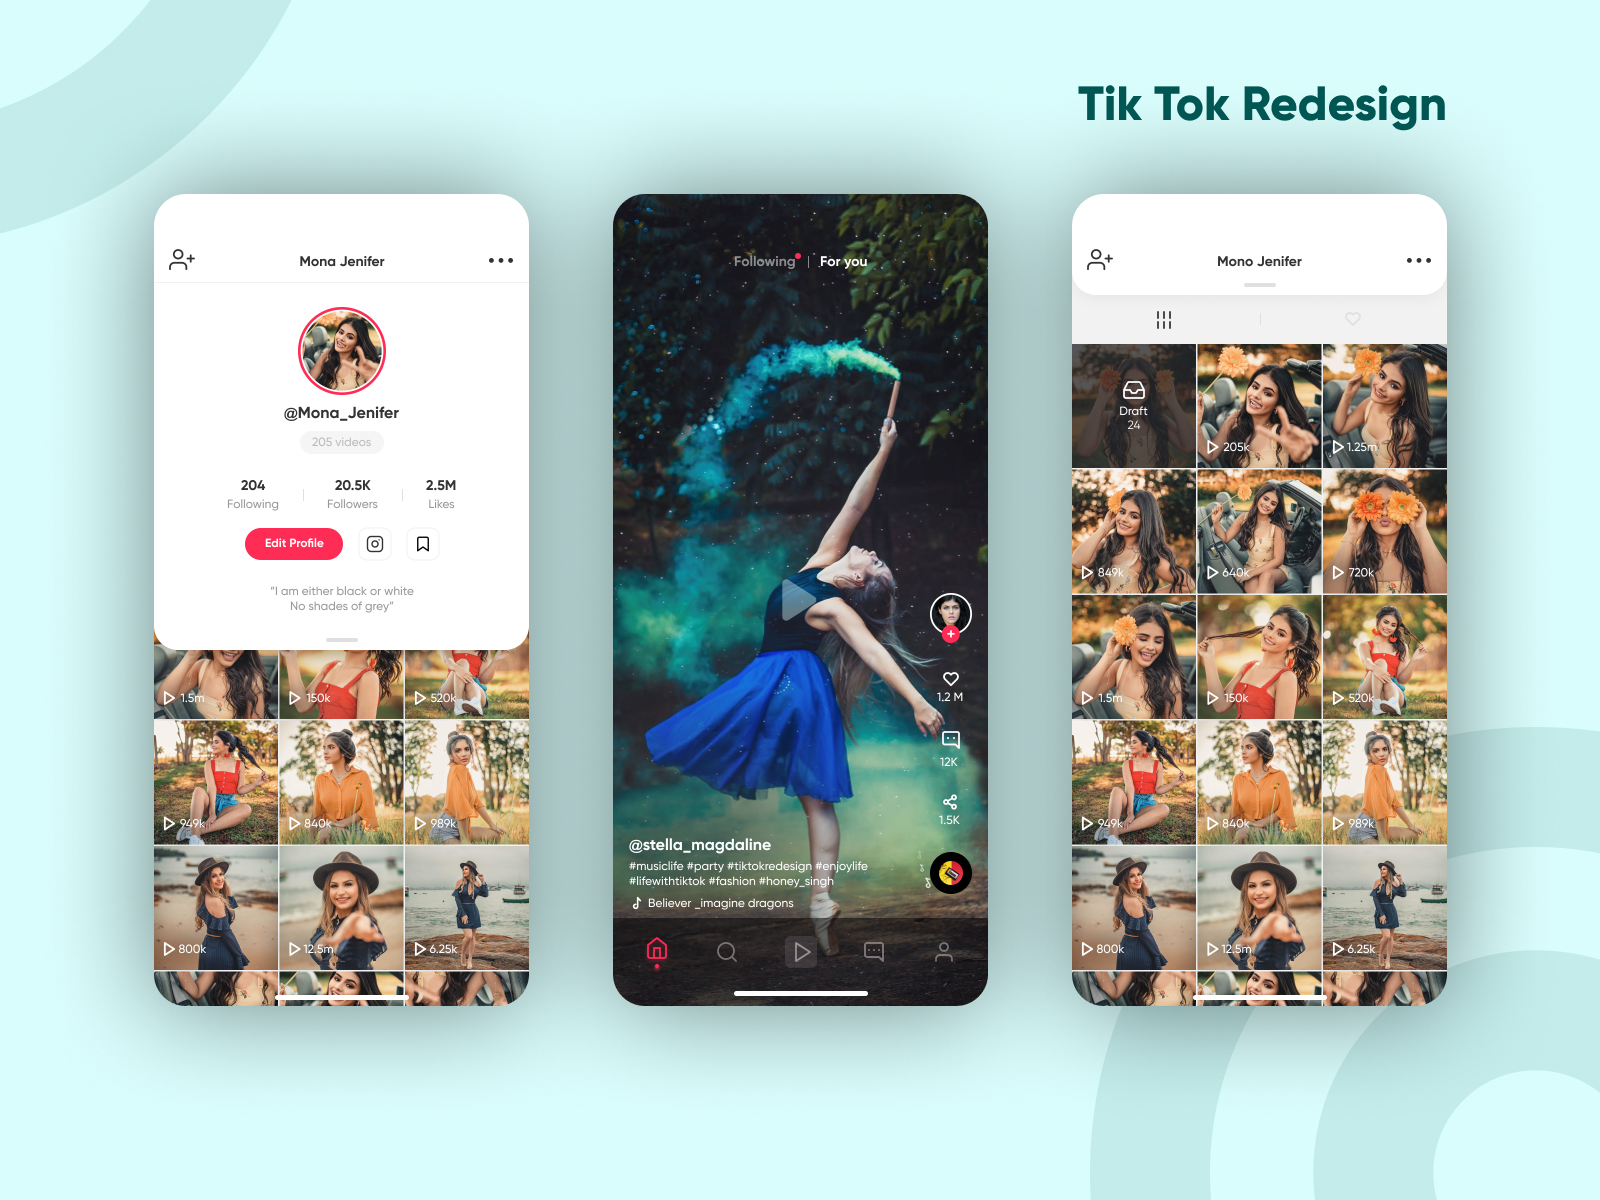 Tik Tok Redesign
Mona Jenifer
@Mona_Jenifer
205 videos
204
Following
20.5K
Followers
2.5M
Likes
Edit Profile
"I am either black or white
No shades of grey"
1.5m
150k
520k
949k
840k
989k
800k
12.5m
6.25k
Following
For you
1.2 M
12K
1.5K
@stella_magdaline
#musiclife #party #tiktokredesign #enjoylife
#lifewithtiktok #fashion #honey_singh
Believer _imagine dragons
Mono Jenifer
Draft
24
205k
1.25m
849k
640k
720k
1.5m
150k
520k
949k
840k
989k
800k
12.5m
6.25k